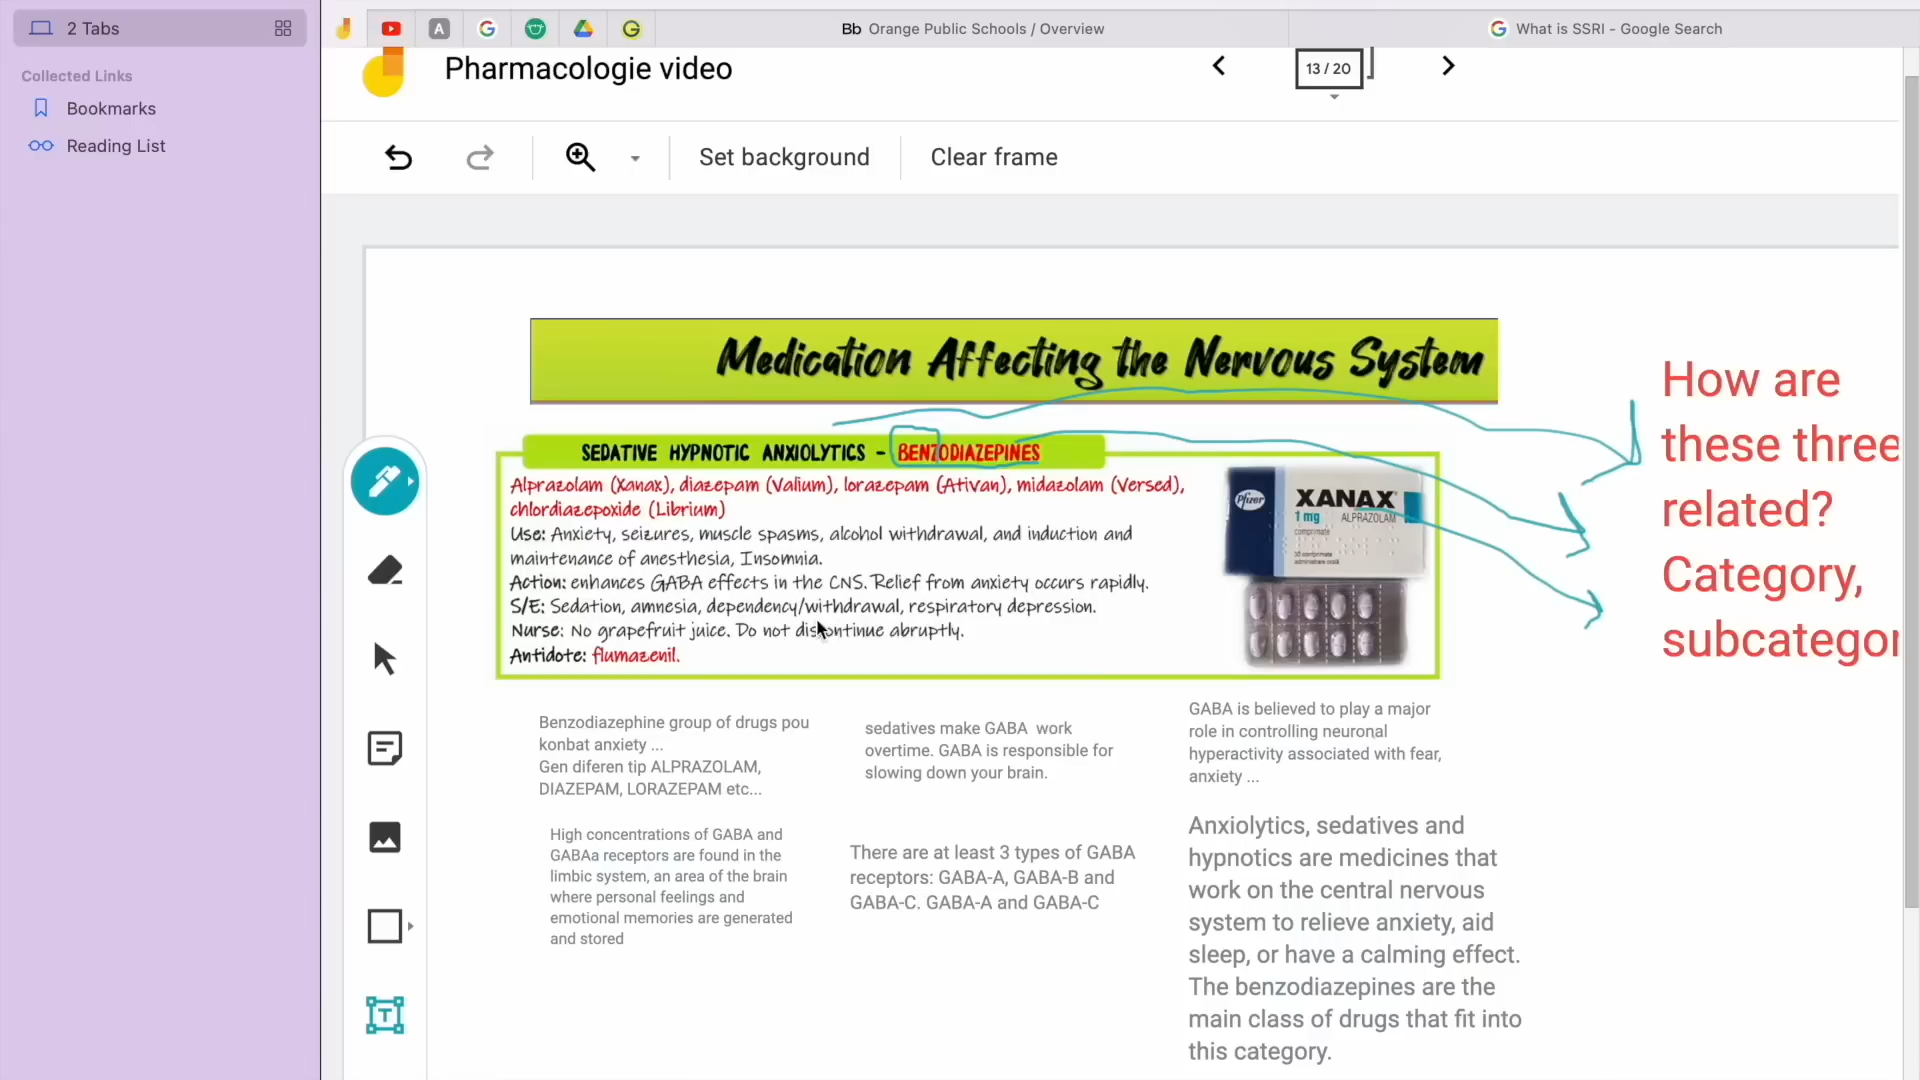 2 Tabs
Collected Links
Bookmarks
Reading List
A
Bb Orange Public Schools / Overview
What is SSRI - Google Search
Pharmacologie video
13 / 20
Set background
Clear frame
Medication Affecting the Nervous System
SEDATIVE HYPNOTIC ANXIOLYTICS - BENZODIAZEPINES
Alprazolam (Xanax), diazepam (Valium), lorazepam (Ativan), midazolam (Versed),
chlordiazepoxide (Librium)
Use: Anxiety, seizures, muscle spasms, alcohol withdrawal, and induction and
maintenance of anesthesia, Insomnia.
Action: enhances GABA effects in the CNS. Relief from anxiety occurs rapidly.
S/E: Sedation, amnesia, dependency/withdrawal, respiratory depression.
Nurse: No grapefruit juice. Do not discontinue abruptly.
Antidote: flumazenil.
Pfizer
XANAX
1 mg ALPRAZOLAM
comprimate
How are
these three
related?
Category,
subcategor
Benzodiazephine group of drugs pou
konbat anxiety ...
Gen diferen tip ALPRAZOLAM,
DIAZEPAM, LORAZEPAM etc...
sedatives make GABA work
overtime. GABA is responsible for
slowing down your brain.
GABA is believed to play a major
role in controlling neuronal
hyperactivity associated with fear,
anxiety ...
High concentrations of GABA and
GABAa receptors are found in the
limbic system, an area of the brain
where personal feelings and
emotional memories are generated
and stored
There are at least 3 types of GABA
receptors: GABA-A, GABA-B and
GABA-C. GABA-A and GABA-C
Anxiolytics, sedatives and
hypnotics are medicines that
work on the central nervous
system to relieve anxiety, aid
sleep, or have a calming effect.
The benzodiazepines are the
main class of drugs that fit into
this category.